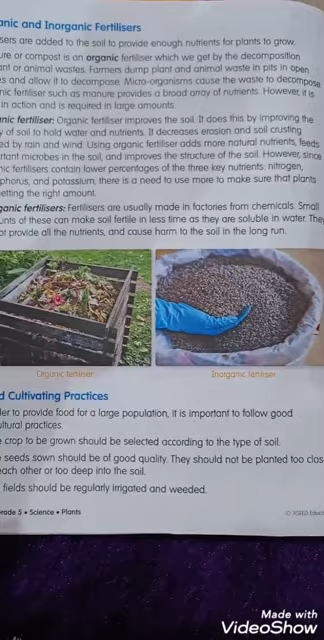 anic and Inorganic Fertilisers
sers are added to the soil to provide enough nutrients for plants to grow.
ure or compost is an organic fertiliser which we get by the decomposition
ant or animal wastes. Farmers dump plant and animal waste in pits in open
s and allow it to decompose. Micro-organisms cause the waste to decompose
nic fertiliser such as manure provides a broad array of nutrients. However, it is
in action and is required in large amounts.
anic fertiliser: Organic fertiliser improves the soil. It does this by improving the
y of soil to hold water and nutrients. It decreases erosion and soil crusting
ed by rain and wind. Using organic fertiliser adds more natural nutrients, feeds
rtant microbes in the soil, and improves the structure of the soil. However, since
nic fertilisers contain lower percentages of the three key nutrients: nitrogen,
phorus, and potassium, there is a need to use more to make sure that plants
etting the right amount.
ganic fertilisers: Fertilisers are usually made in factories from chemicals. Small
unts of these can make soil fertile in less time as they are soluble in water. The
ot provide all the nutrients, and cause harm to the soil in the long run.
Organic fertiliser
Inorganic fertiliser
d Cultivating Practices
der to provide food for a large population, it is important to follow good
ultural practices.
e crop to be grown should be selected according to the type of soil.
e seeds sown should be of good quality. They should not be planted too clos
each other or too deep into the soil.
fields should be regularly irrigated and weeded.
rade 5 • Science • Plants
© XSEED Educa
Made with
VideoShow